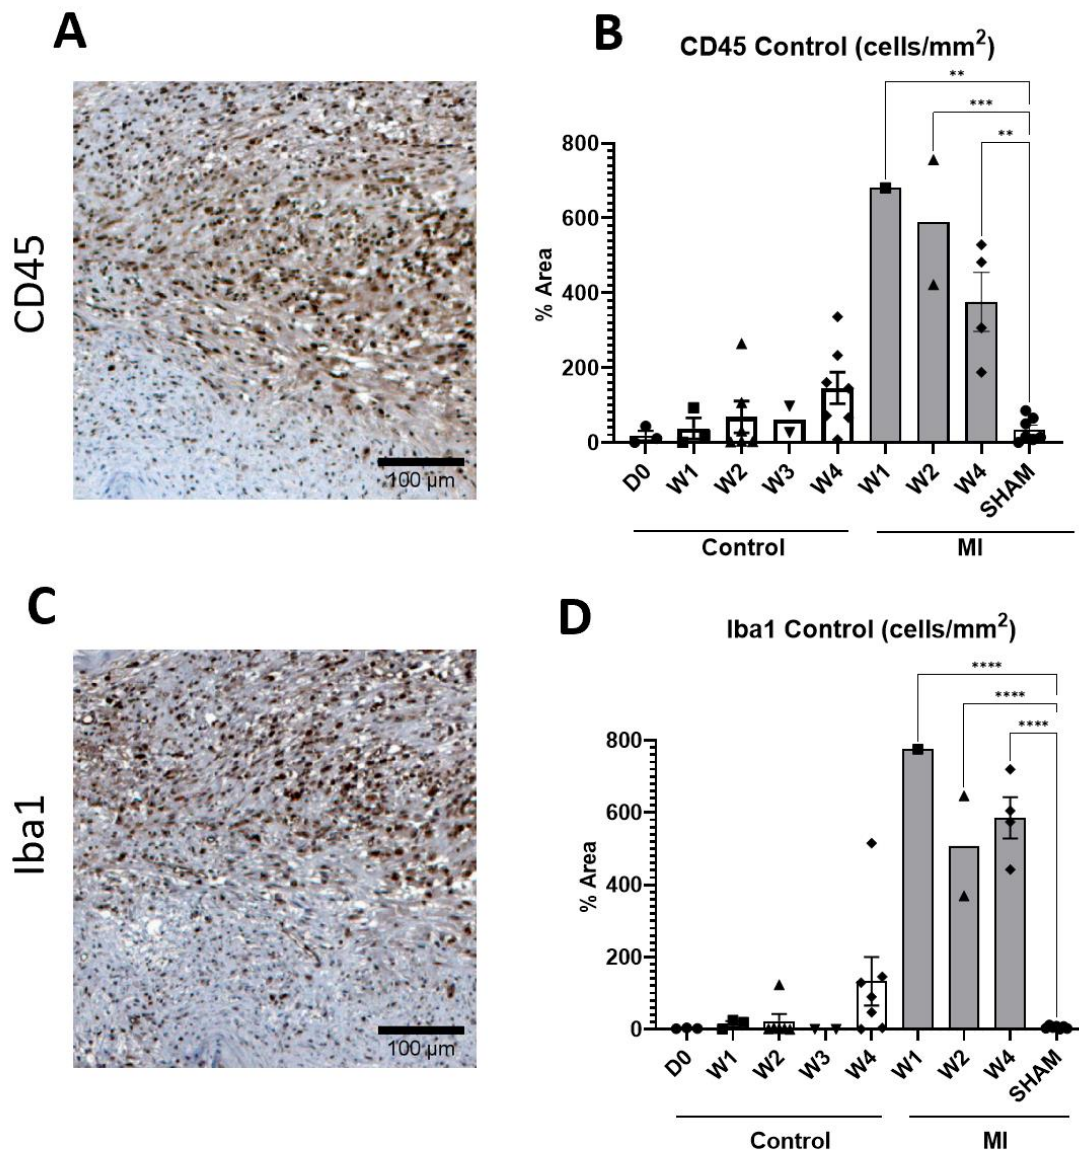 A
CD45
100 µm
B
CD45 Control (cells/mm²)
**
***
**
% Area
800
600
400
200
0
D0 W1 W2 W3 W4 W1 W2 W4 SHAM
Control MI
C
Iba1
100 µm
D
Iba1 Control (cells/mm²)
****
****
****
% Area
800
600
400
200
0
D0 W1 W2 W3 W4 W1 W2 W4 SHAM
Control MI